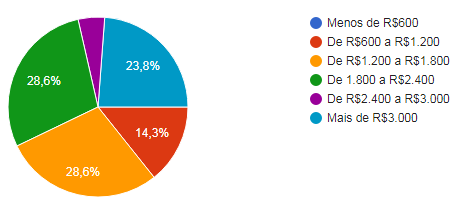 23,8%
28,6%
14,3%
28,6%
Menos de R$600
De R$600 a R$1.200
De R$1.200 a R$1.800
De 1.800 a R$2.400
De R$2.400 a R$3.000
Mais de R$3.000